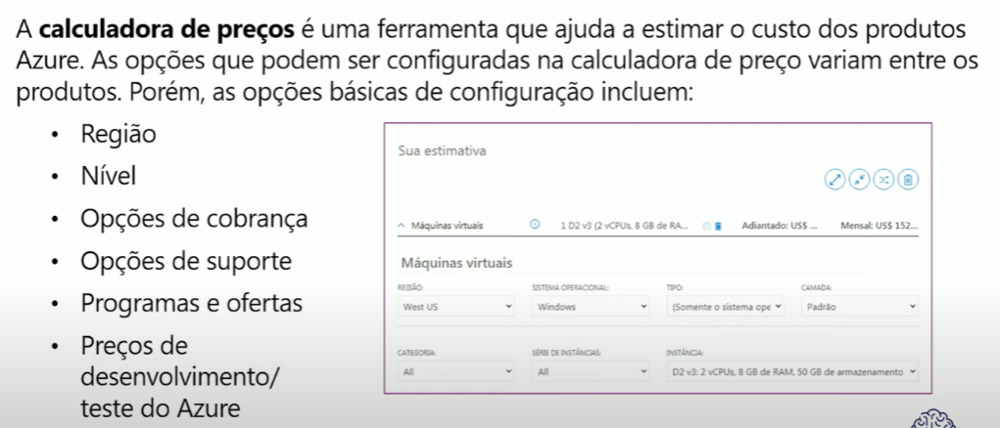 A calculadora de preços é uma ferramenta que ajuda a estimar o custo dos produtos
Azure. As opções que podem ser configuradas na calculadora de preço variam entre os
produtos. Porém, as opções básicas de configuração incluem:
• Região
• Nível
• Opções de cobrança
• Opções de suporte
• Programas e ofertas
• Preços de
desenvolvimento/
teste do Azure
Sua estimativa
Máquinas virtuais 1 D2 v3 (2 vCPUs, 8 GB de RA... Adiantado: US$ ... Mensal: US$ 152...
Máquinas virtuais
REGIÃO: SISTEMA OPERACIONAL: TIPO: CAMADA:
West US Windows (Somente o sistema ope Padrão
CATEGORIA: SÉRIE DE INSTÂNCIAS: INSTÂNCIA:
All All D2 v3: 2 vCPUs, 8 GB de RAM, 50 GB de armazenamento